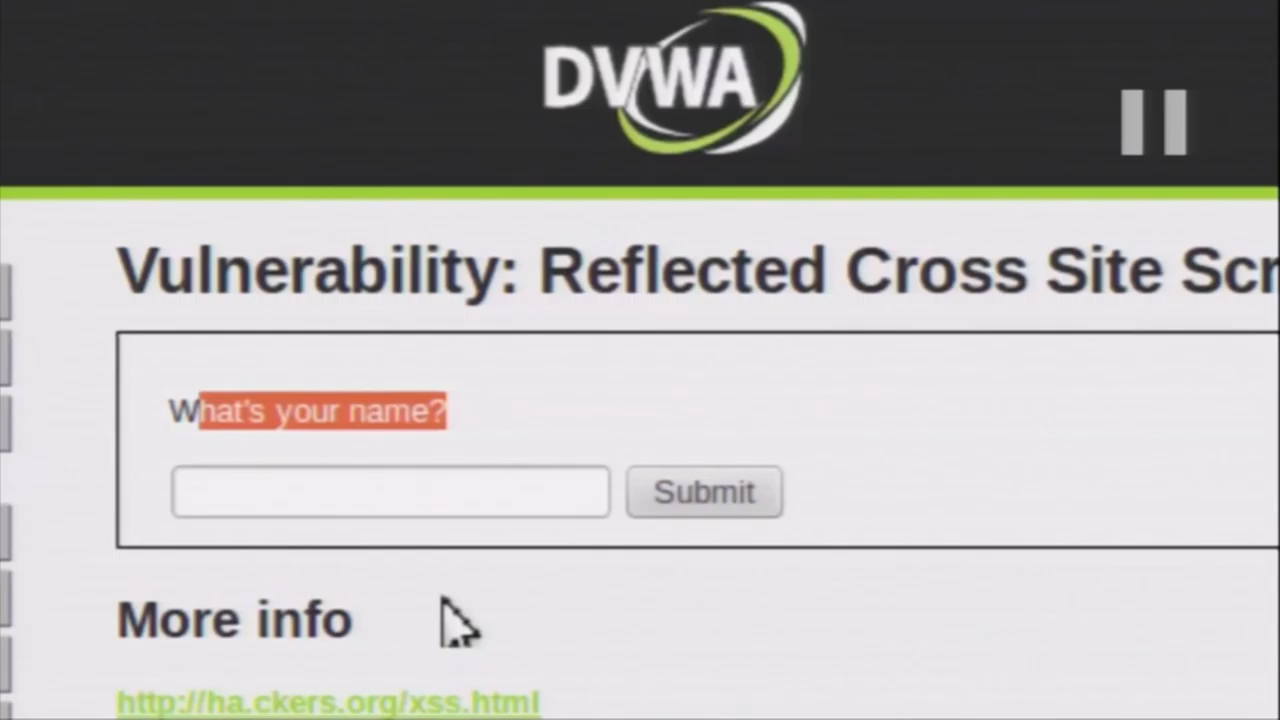 DVWA
Vulnerability: Reflected Cross Site Scr
What's your name?
Submit
More info
http://ha.ckers.org/xss.html